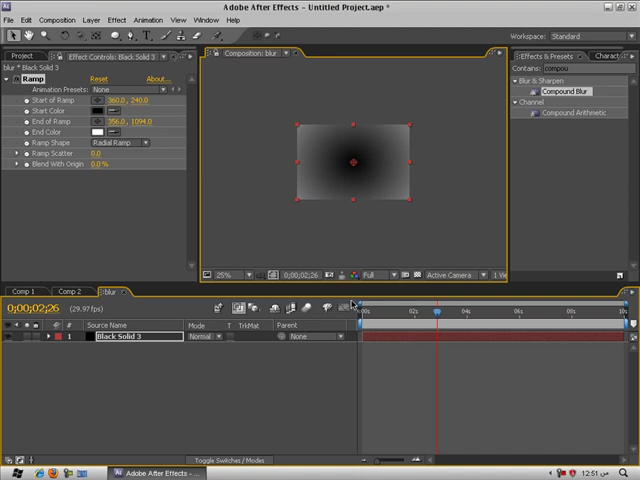 Adobe After Effects - Untitled Project.aep *
File Edit Composition Layer Effect Animation View Window Help
Workspace: Standard
Project Effect Controls: Black Solid 3
blur * Black Solid 3
Ramp Reset About...
Animation Presets: None
Start of Ramp 360.0, 240.0
Start Color
End of Ramp 356.0, 1094.0
End Color
Ramp Shape Radial Ramp
Ramp Scatter 0.0
Blend With Origin 0.0 %
Composition: blur
25% 0;00;02;26 Full Active Camera 1 Vie
Effects & Presets Charact
Contains: compou
Blur & Sharpen
Compound Blur
Channel
Compound Arithmetic
Comp 1 Comp 2 blur
0;00;02;26 (29.97fps)
02s 04s 06s 08s 10s
# Source Name Mode T TrkMat Parent
1 Black Solid 3 Normal None
Toggle Switches / Modes
Adobe After Effects - ...
12:51 ص